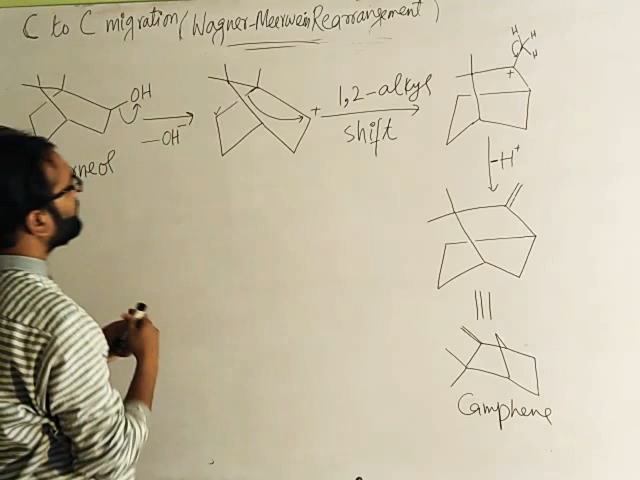 C to C migration (Wagner-Meerwein Rearrangement)
OH
-OH⁻
+
1,2-alkyl
shift
H
H
C H
+
-H⁺
Camphene